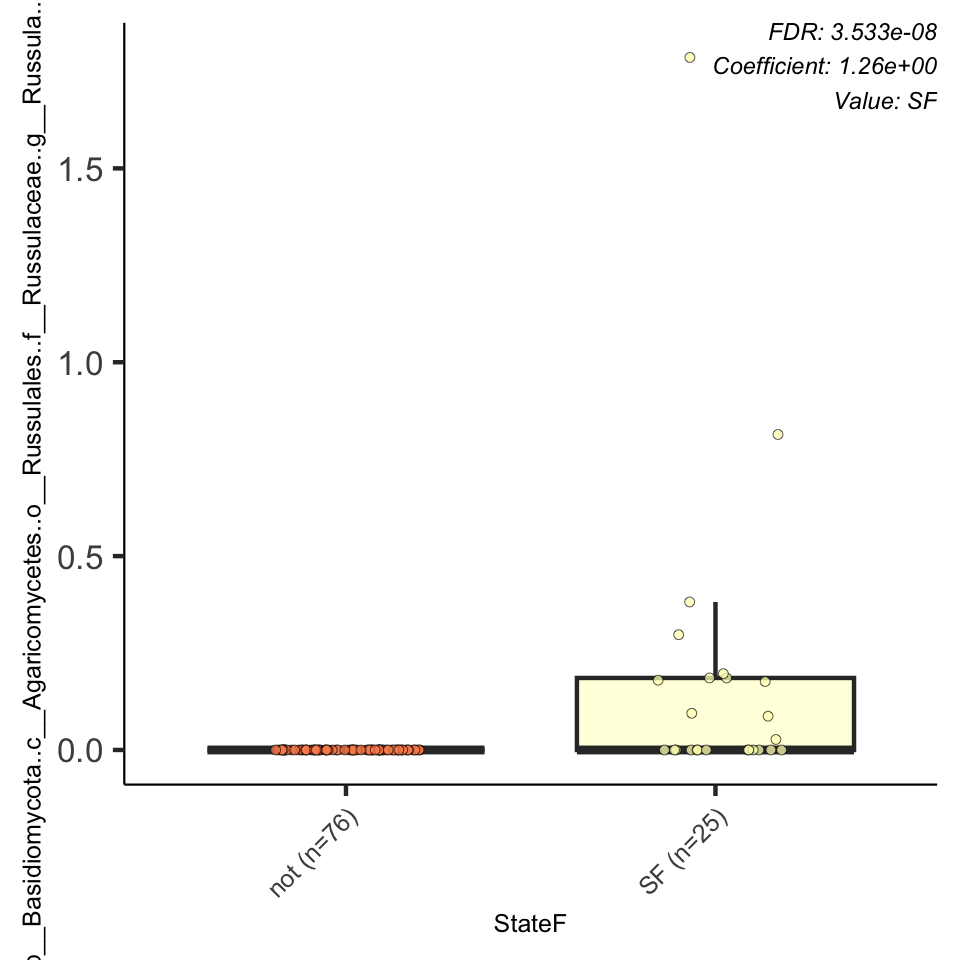 FDR: 3.533e-08
Coefficient: 1.26e+00
Value: SF
p__Basidiomycota.c__Agaricomycetes..o__Russulales..f__Russulaceae..g__Russula..
1.5
1.0
0.5
0.0
not (n=76)
SF (n=25)
StateF